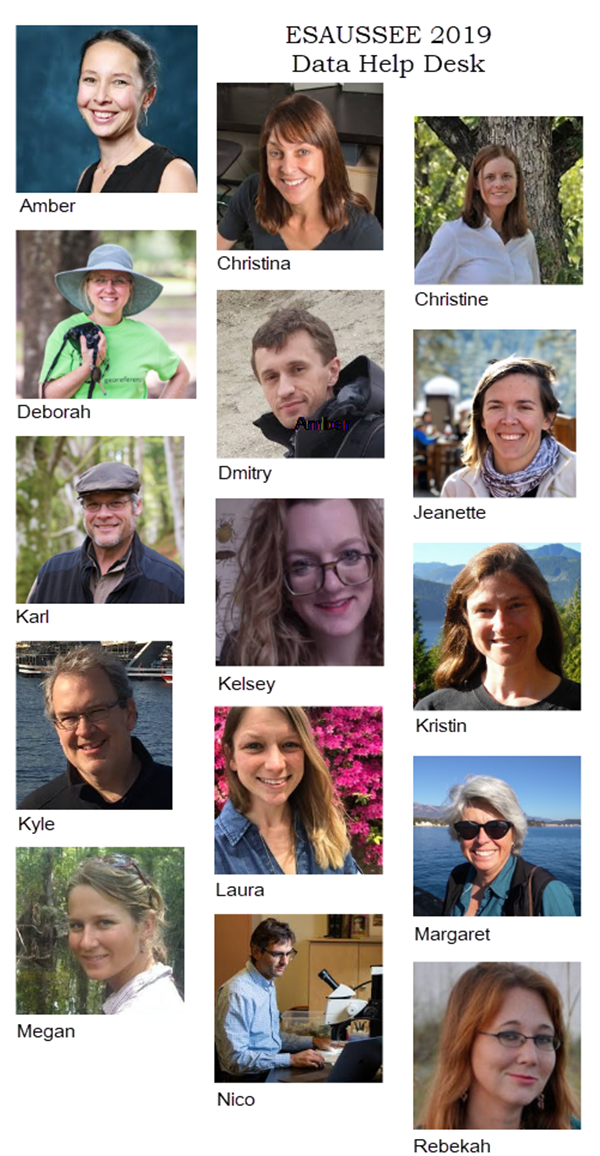 ESAUSSEE 2019
Data Help Desk
Amber
Christina
Christine
Deborah
georeferen
Amber
Dmitry
Jeanette
Karl
Kelsey
Kristin
Kyle
Laura
Margaret
Megan
Nico
Rebekah